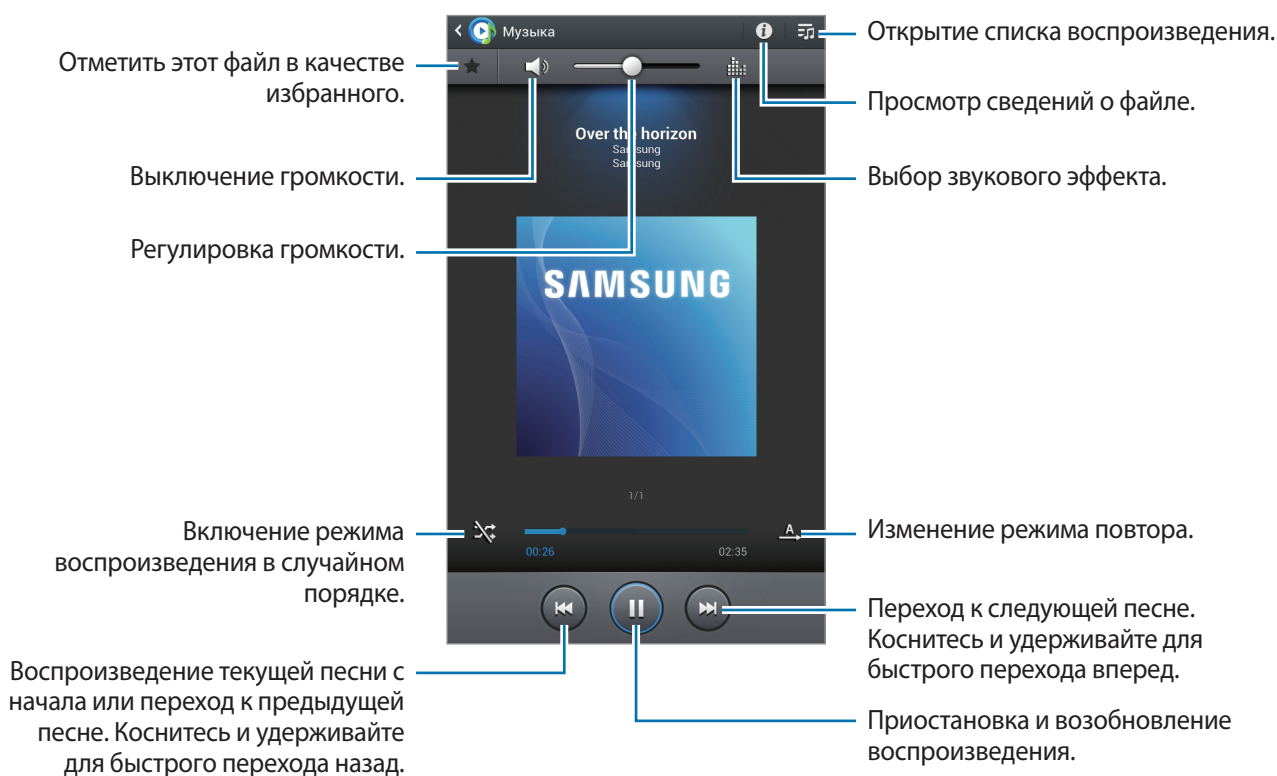 Музыка
Открытие списка воспроизведения.
Отметить этот файл в качестве
избранного.
Просмотр сведений о файле.
Over the horizon
Samsung
Samsung
Выключение громкости.
Выбор звукового эффекта.
Регулировка громкости.
SAMSUNG
1/1
Включение режима
воспроизведения в случайном
порядке.
00:26
02:35
A
Изменение режима повтора.
Переход к следующей песне.
Коснитесь и удерживайте для
быстрого перехода вперед.
Воспроизведение текущей песни с
начала или переход к предыдущей
песне. Коснитесь и удерживайте
для быстрого перехода назад.
Приостановка и возобновление
воспроизведения.